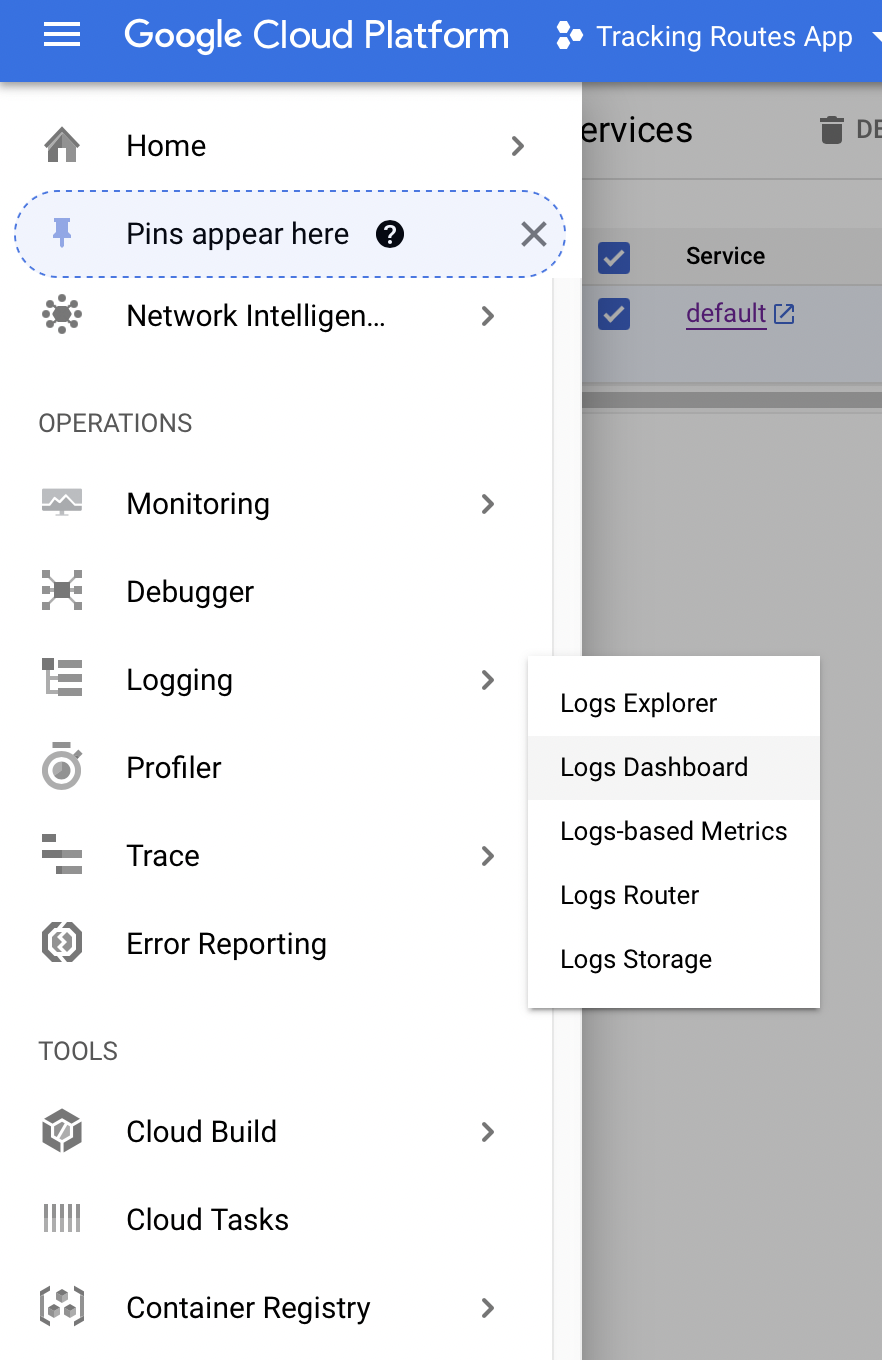 Google Cloud Platform
Tracking Routes App
Home
Pins appear here
Network Intelligen...
OPERATIONS
Monitoring
Debugger
Logging
Profiler
Trace
Error Reporting
TOOLS
Cloud Build
Cloud Tasks
Container Registry
Logs Explorer
Logs Dashboard
Logs-based Metrics
Logs Router
Logs Storage
ervices
DE
Service
default